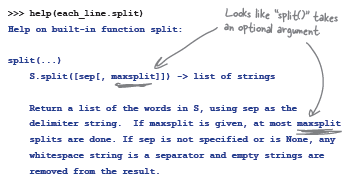 >>> help(each_line.split)
Help on built-in function split:
Looks like "split()" takes
an optional argument
split(...)
S.split([sep[, maxsplit]]) -> list of strings
Return a list of the words in S, using sep as the
delimiter string.  If maxsplit is given, at most maxsplit
splits are done. If sep is not specified or is None, any
whitespace string is a separator and empty strings are
removed from the result.